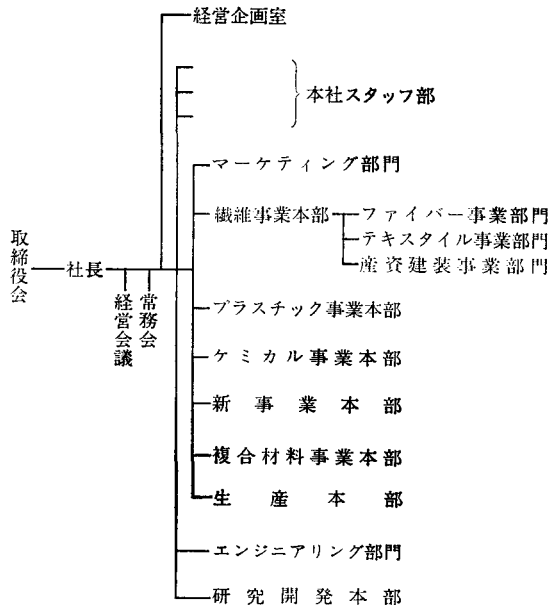 経営企画室
本社スタッフ部
マーケティング部門
繊維事業本部
ファイバー事業部門
テキスタイル事業部門
産資建装事業部門
取締役会
社長
経営会議
常務会
プラスチック事業本部
ケミカル事業本部
新事業本部
複合材料事業本部
生産本部
エンジニアリング部門
研究開発本部